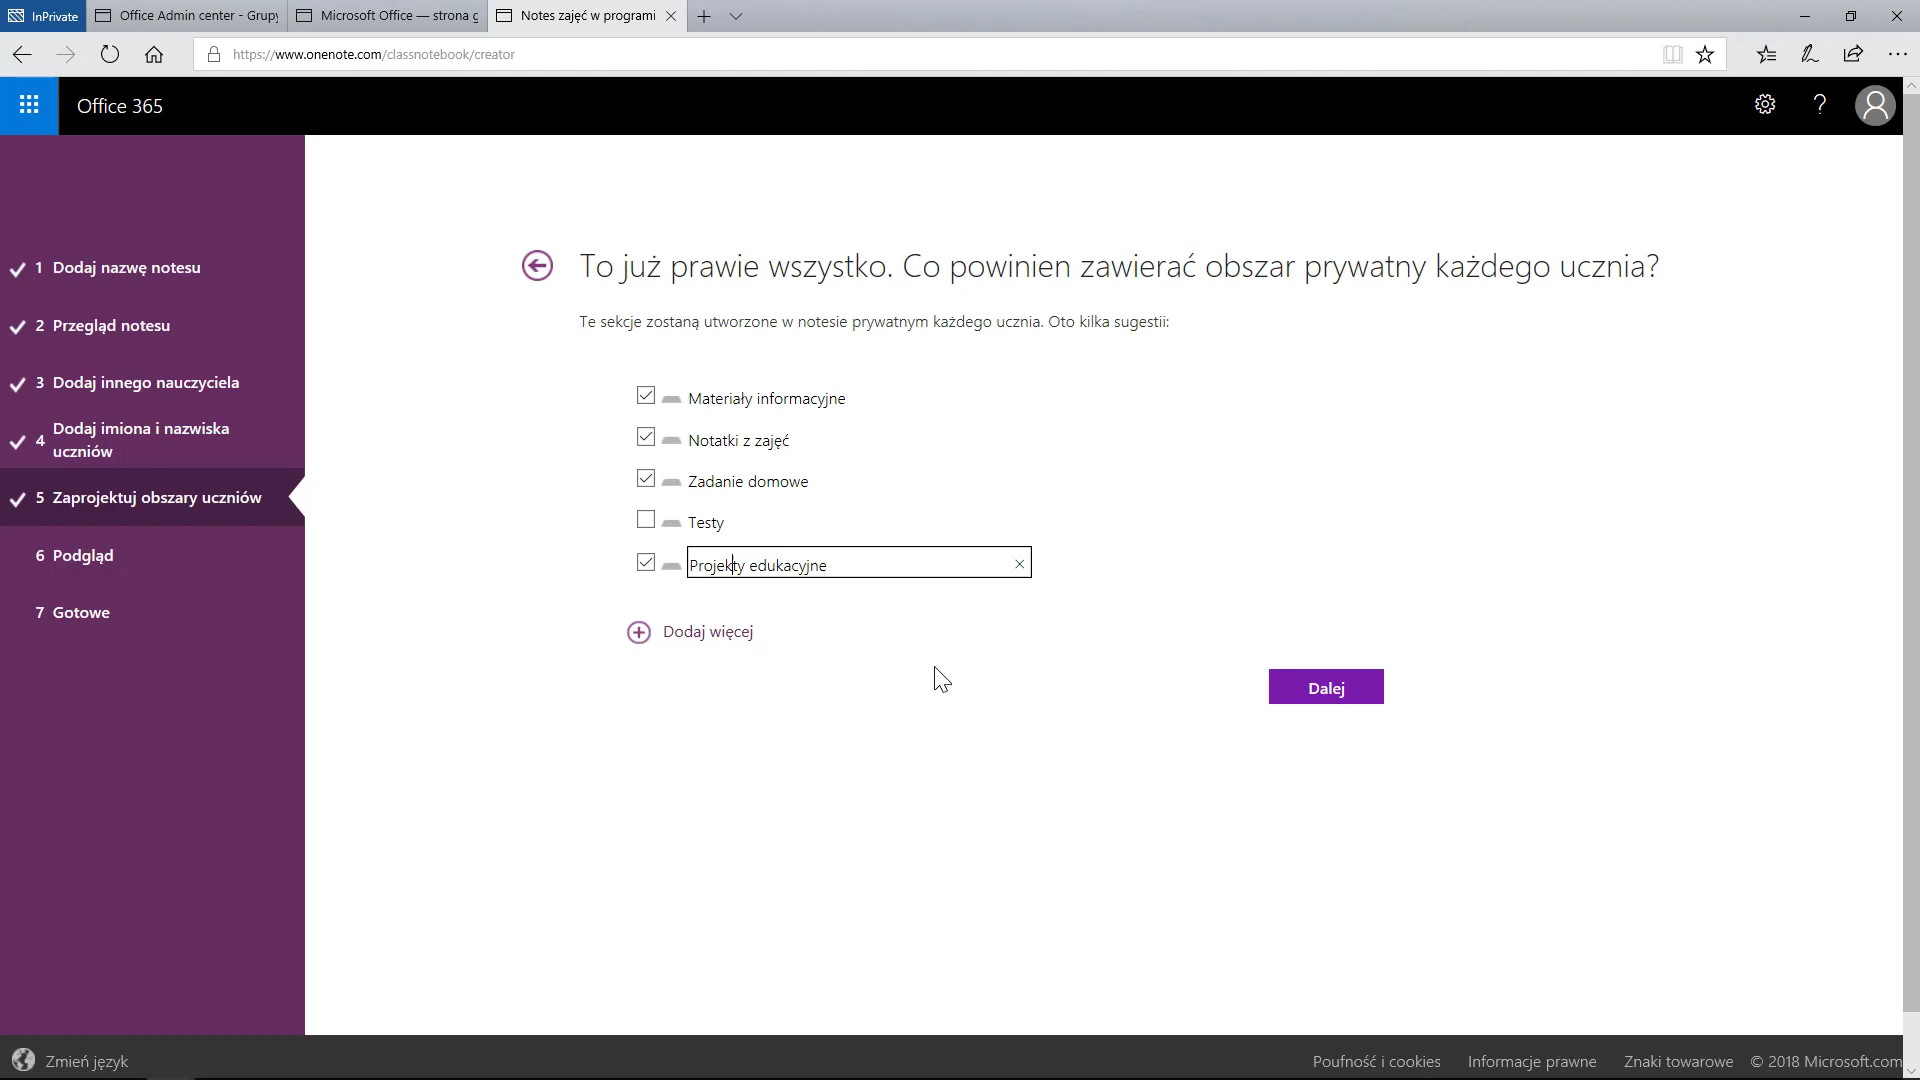 InPrivate
Office Admin center - Grupy
Microsoft Office — strona g
Notes zajęć w programi
https://www.onenote.com/classnotebook/creator
Office 365
1 Dodaj nazwę notesu
2 Przegląd notesu
3 Dodaj innego nauczyciela
4 Dodaj imiona i nazwiska
uczniów
5 Zaprojektuj obszary uczniów
6 Podgląd
7 Gotowe
To już prawie wszystko. Co powinien zawierać obszar prywatny każdego ucznia?
Te sekcje zostaną utworzone w notesie prywatnym każdego ucznia. Oto kilka sugestii:
Materiały informacyjne
Notatki z zajęć
Zadanie domowe
Testy
Projekty edukacyjne
Dodaj więcej
Dalej
Zmień język
Poufność i cookies
Informacje prawne
Znaki towarowe
© 2018 Microsoft.com